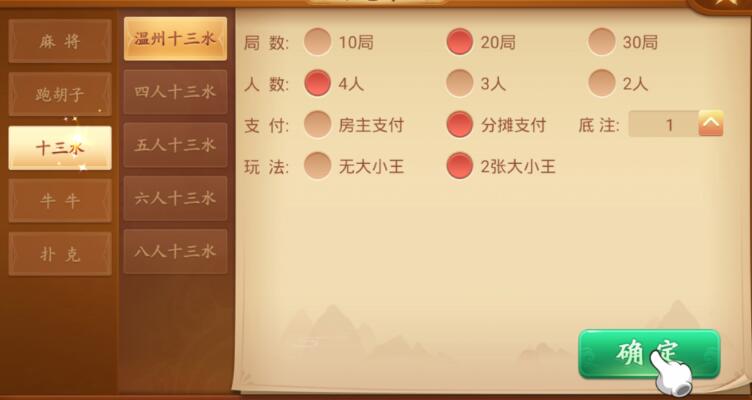 麻将
跑胡子
十三水
牛牛
扑克
温州十三水
四人十三水
五人十三水
六人十三水
八人十三水
局数: 10局 20局 30局
人数: 4人 3人 2人
支付: 房主支付 分摊支付 底注: 1
玩法: 无大小王 2张大小王
确定